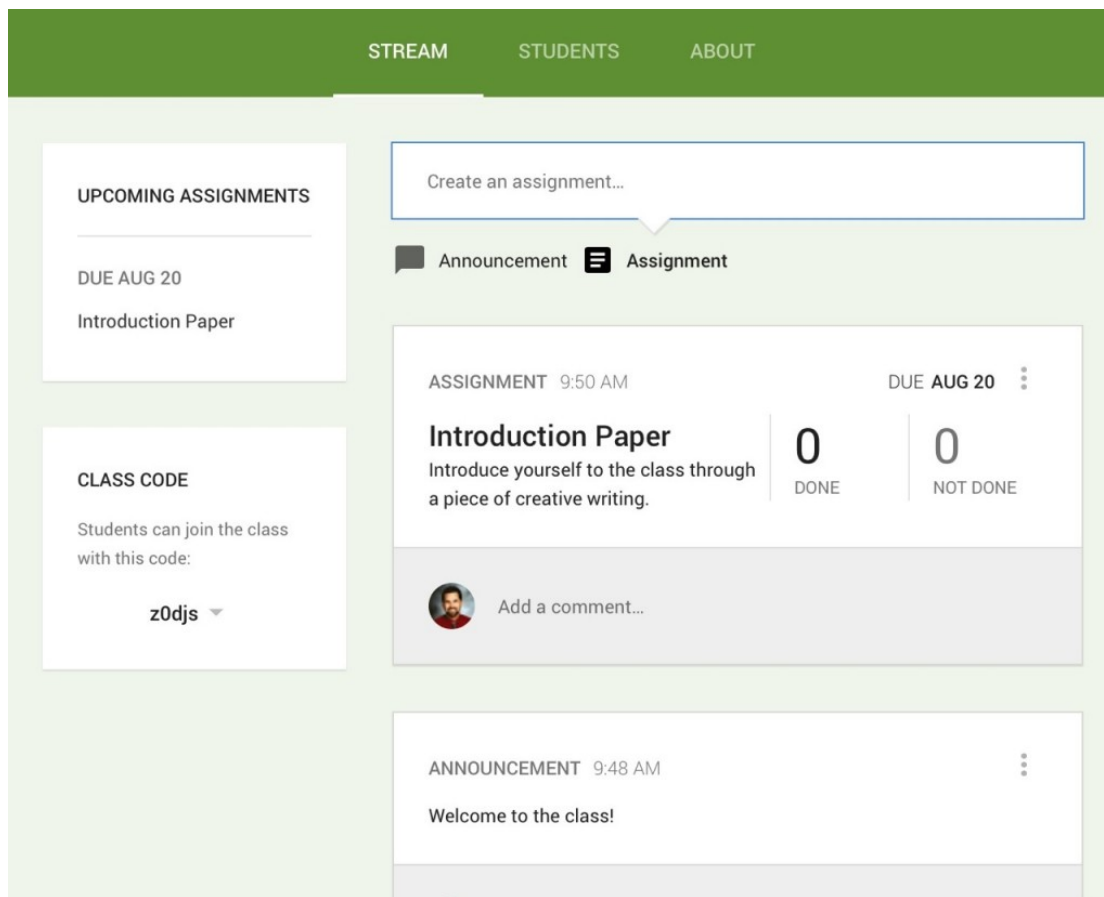 STREAM STUDENTS ABOUT
UPCOMING ASSIGNMENTS
DUE AUG 20
Introduction Paper
CLASS CODE
Students can join the class
with this code:
z0djs
Create an assignment...
Announcement Assignment
ASSIGNMENT 9:50 AM DUE AUG 20
Introduction Paper
Introduce yourself to the class through
a piece of creative writing.
0 0
DONE NOT DONE
Add a comment...
ANNOUNCEMENT 9:48 AM
Welcome to the class!